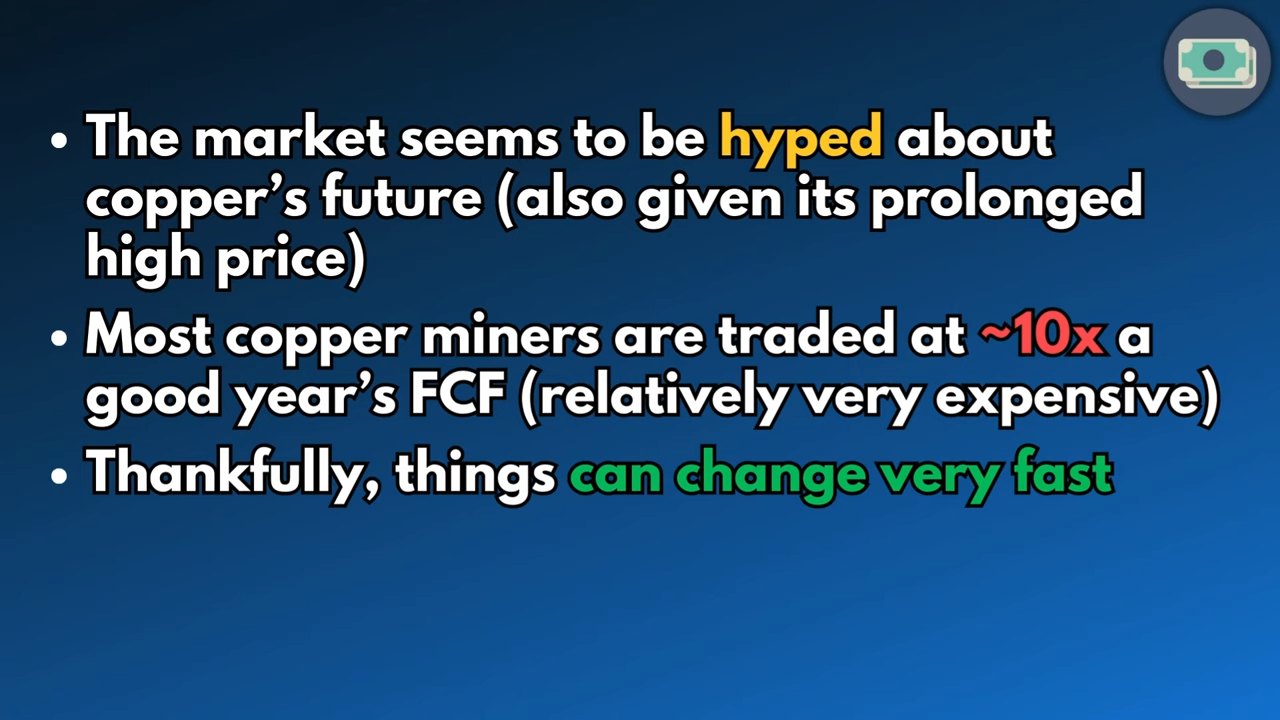 • The market seems to be hyped about
copper’s future (also given its prolonged
high price)
• Most copper miners are traded at ~10x a
good year’s FCF (relatively very expensive)
• Thankfully, things can change very fast